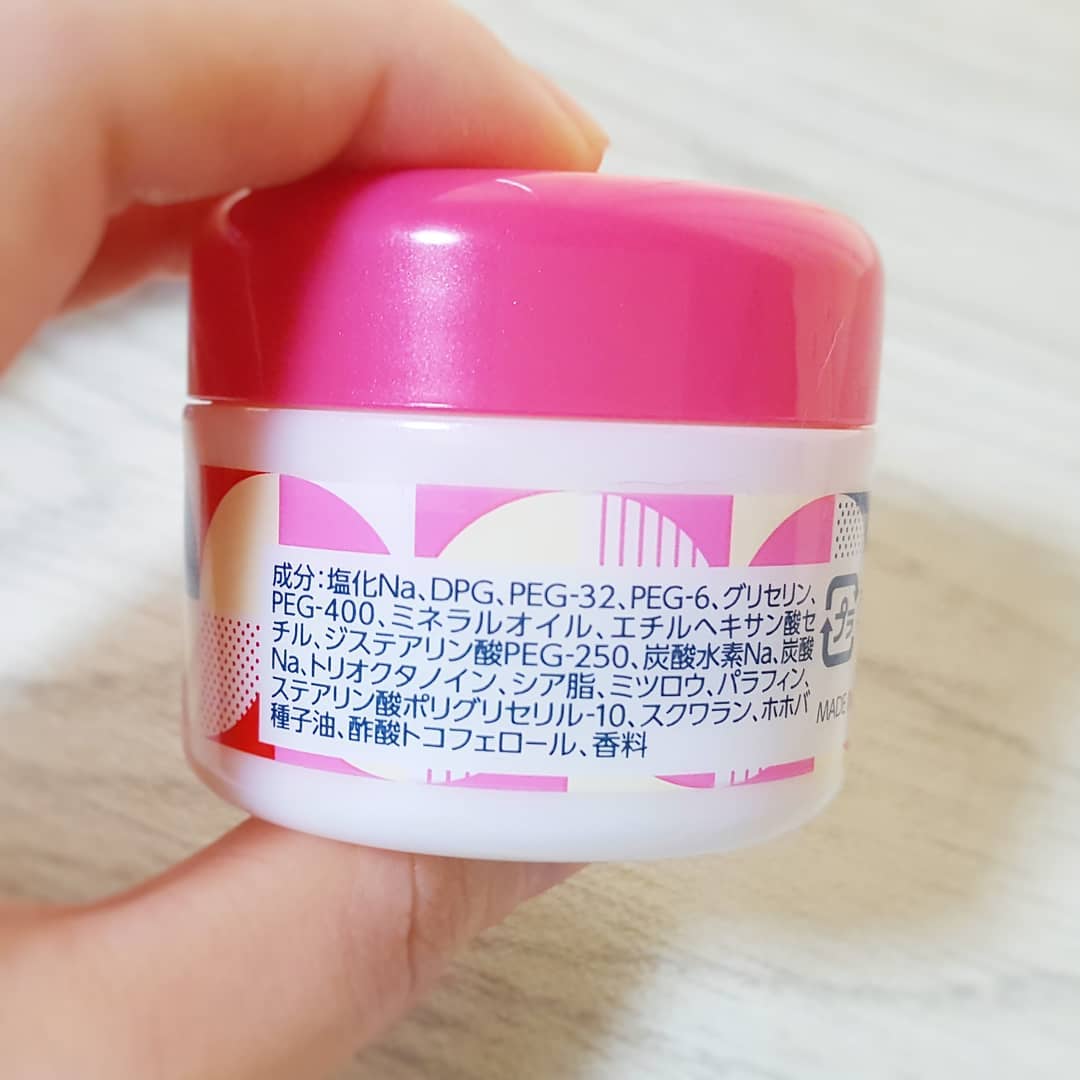 成分:塩化Na、DPG、PEG-32、PEG-6、グリセリン、
PEG-400、ミネラルオイル、エチルヘキサン酸セ
チル、ジステアリン酸PEG-250、炭酸水素Na、炭酸
Na、トリオクタノイン、シア脂、ミツロウ、パラフィン、
ステアリン酸ポリグリセリル-10、スクワラン、ホホバ
種子油、酢酸トコフェロール、香料
プラ
MADE